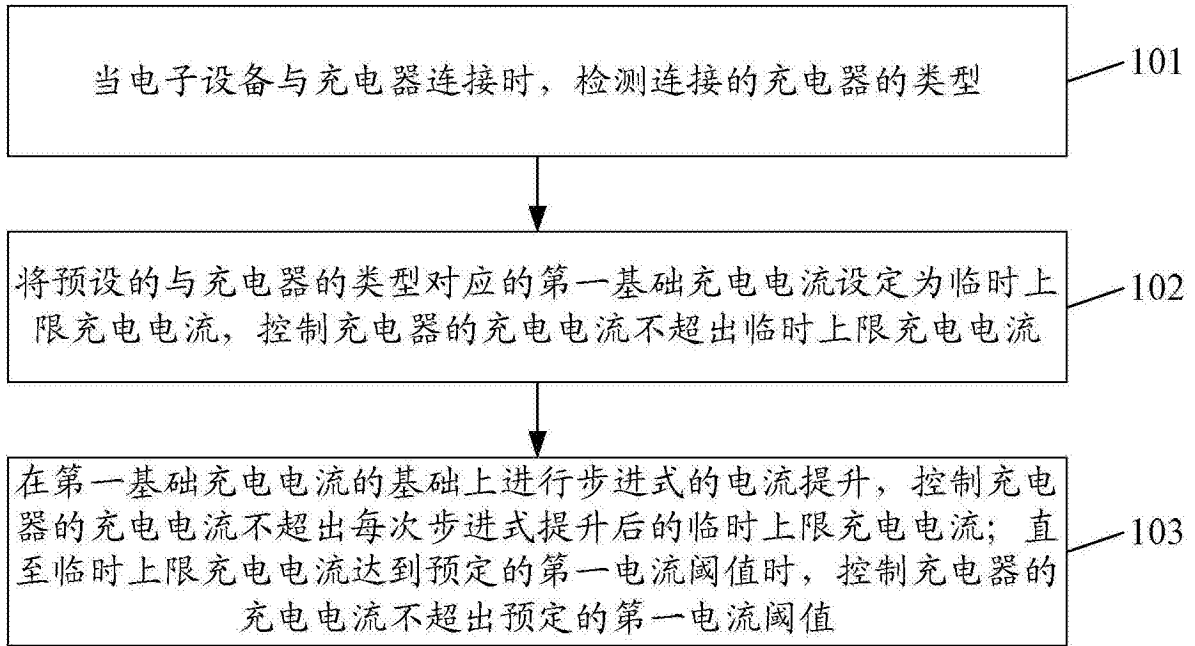 当电子设备与充电器连接时，检测连接的充电器的类型
101
将预设的与充电器的类型对应的第一基础充电电流设定为临时上
限充电电流，控制充电器的充电电流不超出临时上限充电电流
102
在第一基础充电电流的基础上进行步进式的电流提升，控制充电
器的充电电流不超出每次步进式提升后的临时上限充电电流；直
至临时上限充电电流达到预定的第一电流阈值时，控制充电器的
充电电流不超出预定的第一电流阈值
103